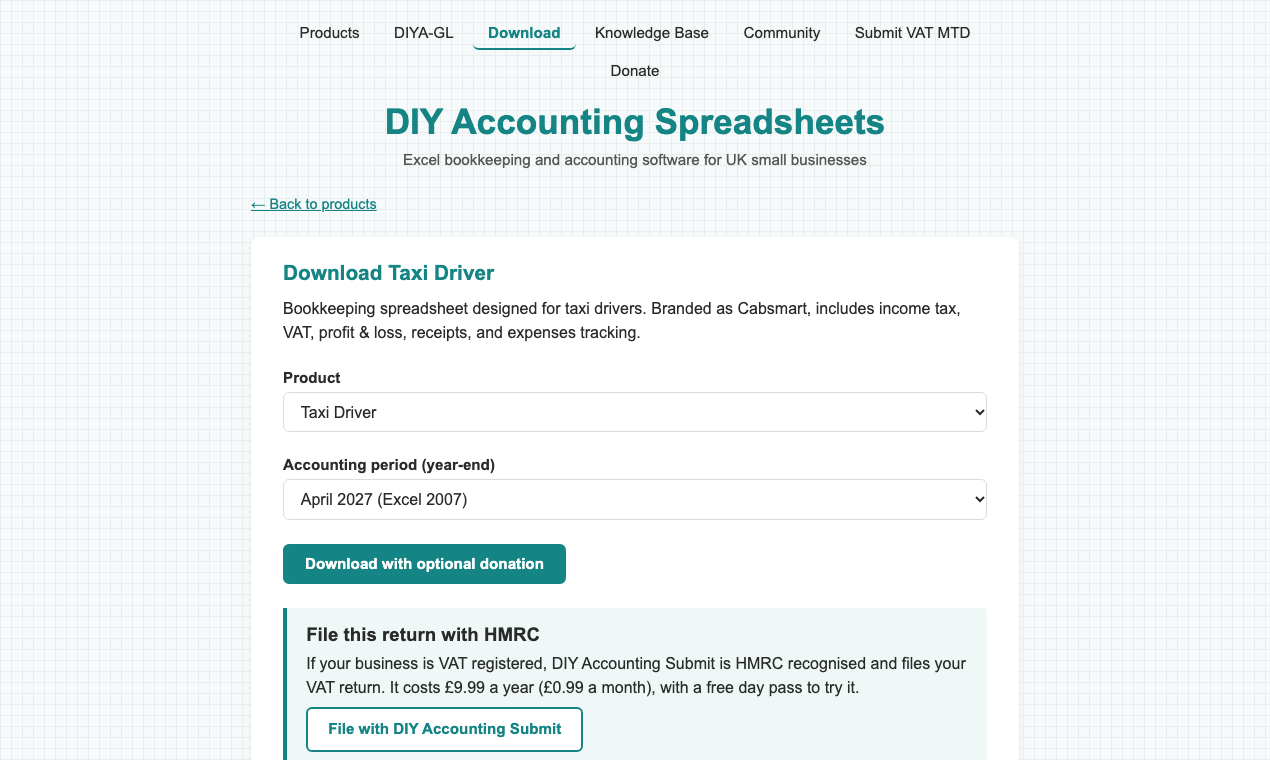 Products DIYA-GL Download Knowledge Base Community Submit VAT MTD
Donate
DIY Accounting Spreadsheets
Excel bookkeeping and accounting software for UK small businesses
← Back to products
Download Taxi Driver
Bookkeeping spreadsheet designed for taxi drivers. Branded as Cabsmart, includes income tax,
VAT, profit & loss, receipts, and expenses tracking.
Product
Taxi Driver
Accounting period (year-end)
April 2027 (Excel 2007)
Download with optional donation
File this return with HMRC
If your business is VAT registered, DIY Accounting Submit is HMRC recognised and files your
VAT return. It costs £9.99 a year (£0.99 a month), with a free day pass to try it.
File with DIY Accounting Submit